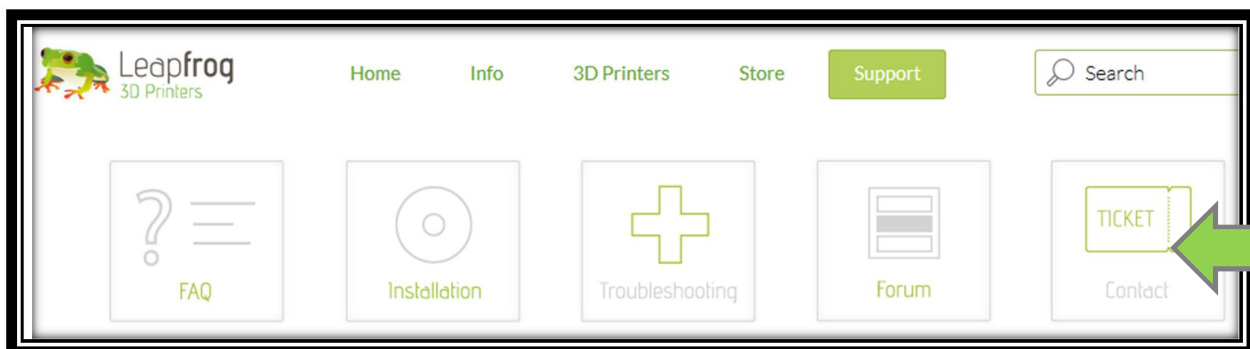 Leapfrog
3D Printers
Home Info 3D Printers Store Support Search
?
TICKET
FAQ Installation Troubleshooting Forum Contact